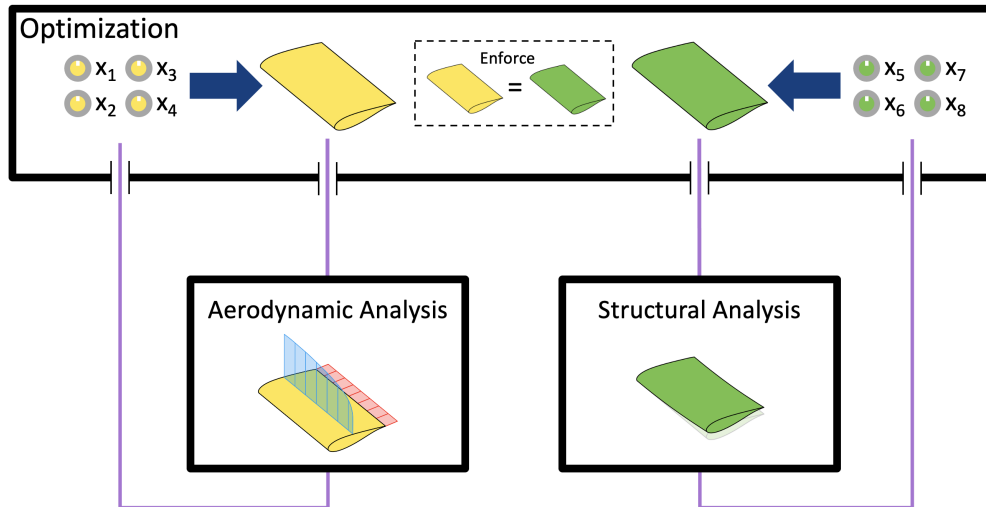 Optimization
x1 x3
x2 x4
Enforce
=
x5 x7
x6 x8
Aerodynamic Analysis
Structural Analysis